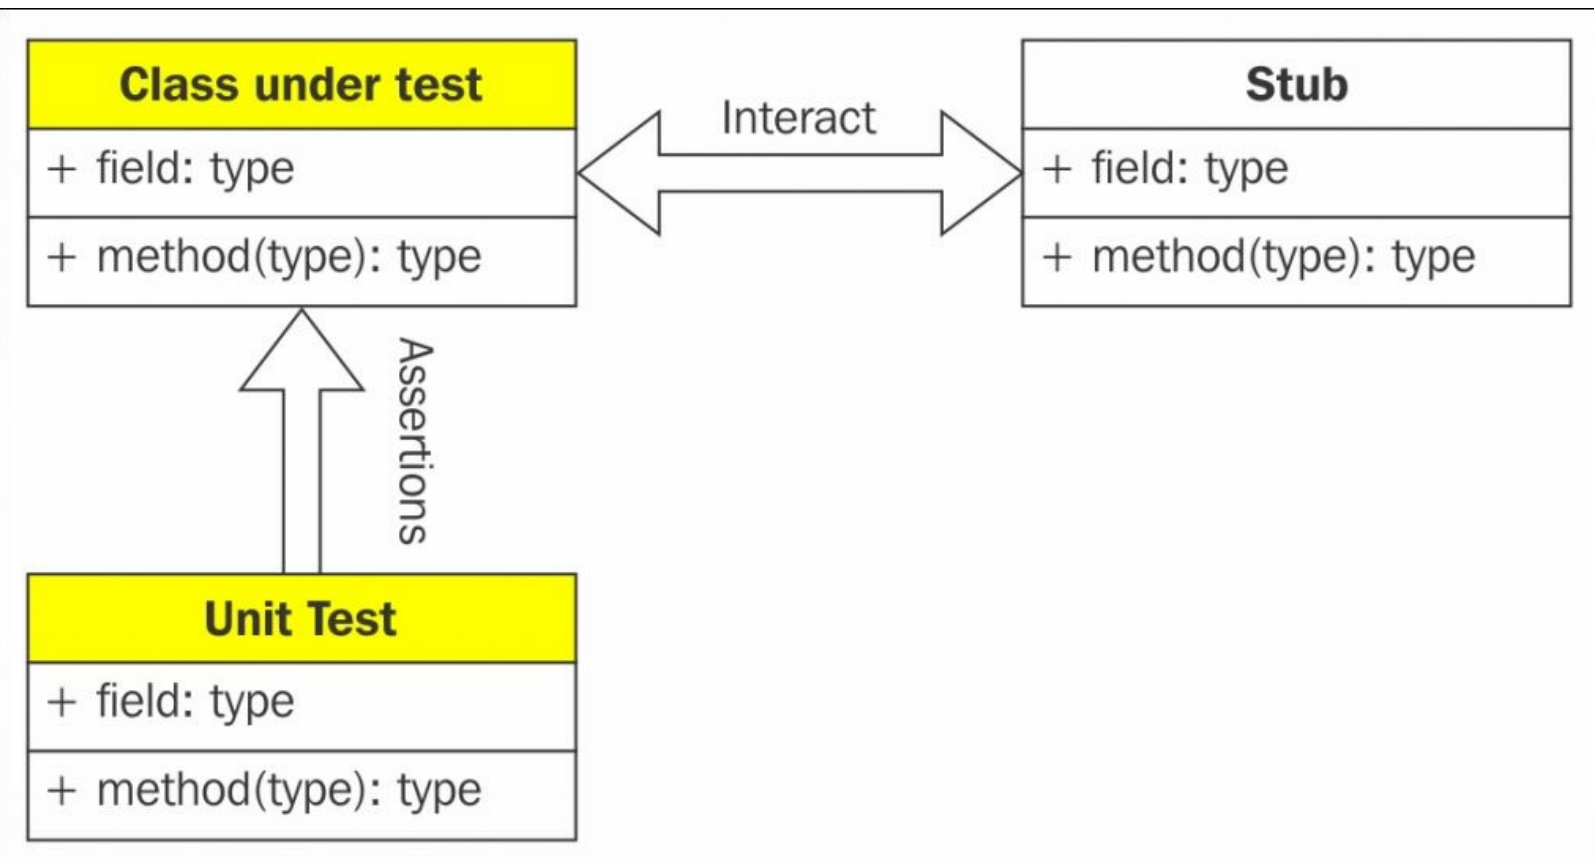 Class under test
+ field: type
+ method(type): type
Interact
Stub
+ field: type
+ method(type): type
Assertions
Unit Test
+ field: type
+ method(type): type